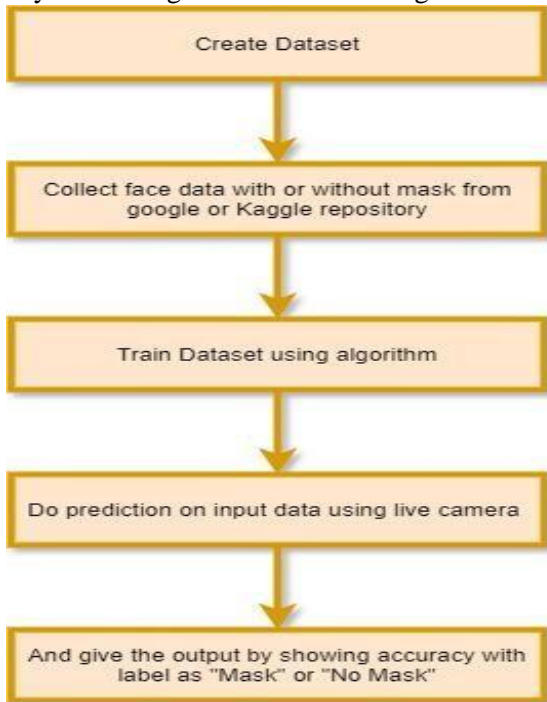 Create Dataset
Collect face data with or without mask from
google or Kaggle repository
Train Dataset using algorithm
Do prediction on input data using live camera
And give the output by showing accuracy with
label as "Mask" or "No Mask"